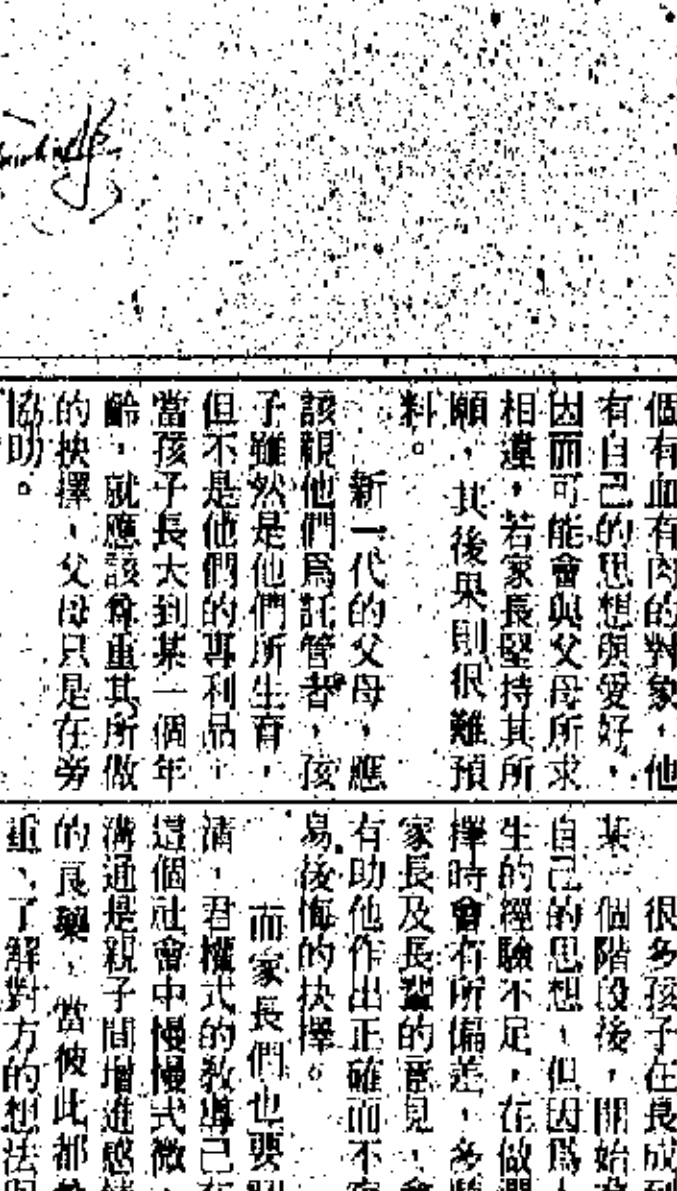 個有血有肉的對象，他
有自己的思想與愛好，
因而可能會與父母所求
相違，若家長堅持其所
願，其後果則很難預
料。
新一代的父母，應
該視他們爲託管者，孩
子雖然是他們所生育，
但不是他們的專利品，
當孩子長大到某一個年
齡，就應該尊重其所做
的抉擇，父母只是在旁
協助。
很多孩子在長成到
某一個階段後，開始
自己的思想，但因爲
生的經驗不足，在做
擇時會有所偏差，多
家長及長輩的意見，
有助他作出正確而不
易後悔的抉擇。
而家長們也要
清，君權式的教導已
這個社會中慢慢式微，
溝通是親子間增進感
的良藥，當彼此都
重、了解對方的想法